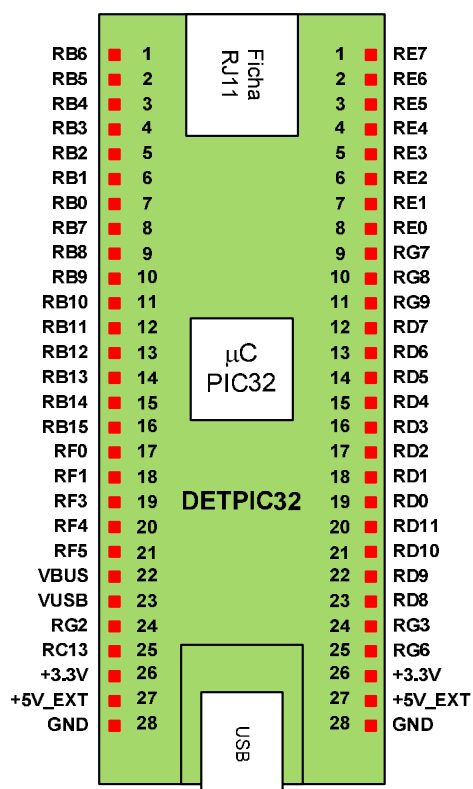 Ficha
RJ11
RB6 1 1 RE7
RB5 2 2 RE6
RB4 3 3 RE5
RB3 4 4 RE4
RB2 5 5 RE3
RB1 6 6 RE2
RB0 7 7 RE1
RB7 8 8 RE0
RB8 9 9 RG7
RB9 10 10 RG8
RB10 11 11 RG9
RB11 12 12 RD7
RB12 13 13 RD6
RB13 14 14 RD5
RB14 15 15 RD4
RB15 16 16 RD3
RF0 17 17 RD2
RF1 18 18 RD1
RF3 19 19 RD0
RF4 20 20 RD11
RF5 21 21 RD10
VBUS 22 22 RD9
VUSB 23 23 RD8
RG2 24 24 RG3
RC13 25 25 RG6
+3.3V 26 26 +3.3V
+5V_EXT 27 27 +5V_EXT
GND 28 28 GND
µC
PIC32
DETPIC32
USB